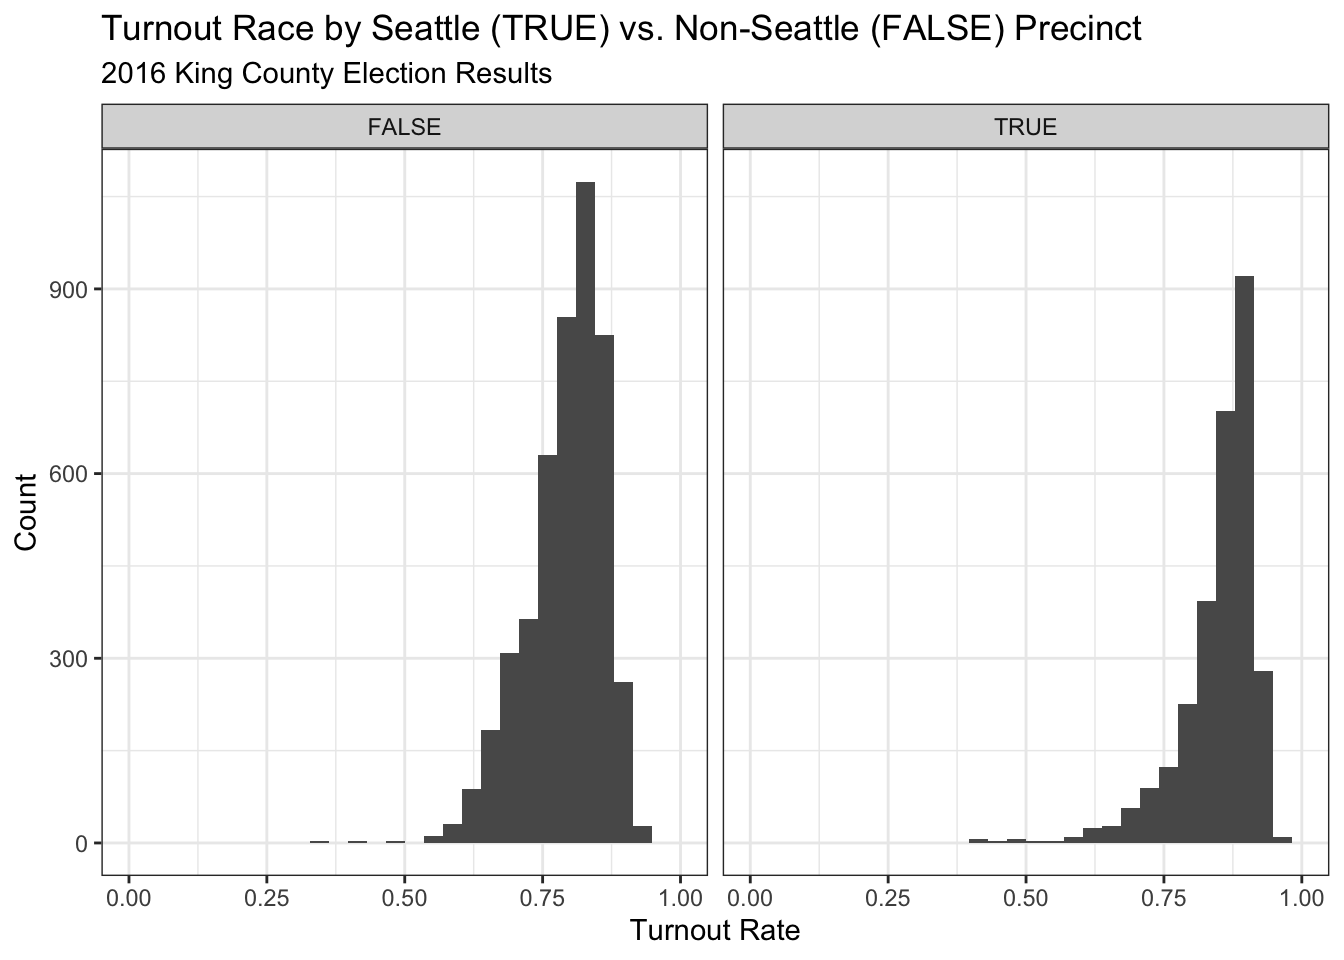 Turnout Race by Seattle (TRUE) vs. Non-Seattle (FALSE) Precinct
2016 King County Election Results
FALSE
TRUE
Count
900
600
300
0
0.00 0.25 0.50 0.75 1.00
0.00 0.25 0.50 0.75 1.00
Turnout Rate